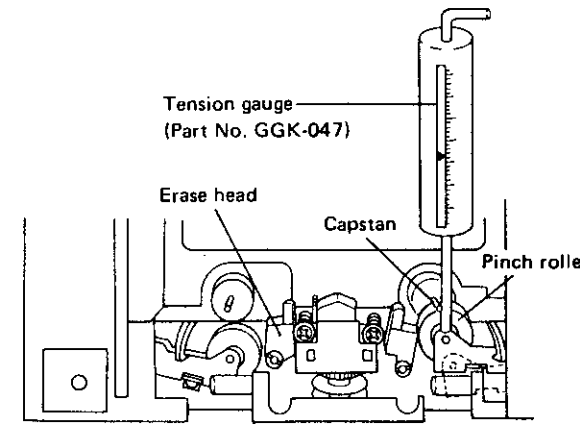 Tension gauge
(Part No. GGK-047)
Erase head
Capstan
Pinch rolle